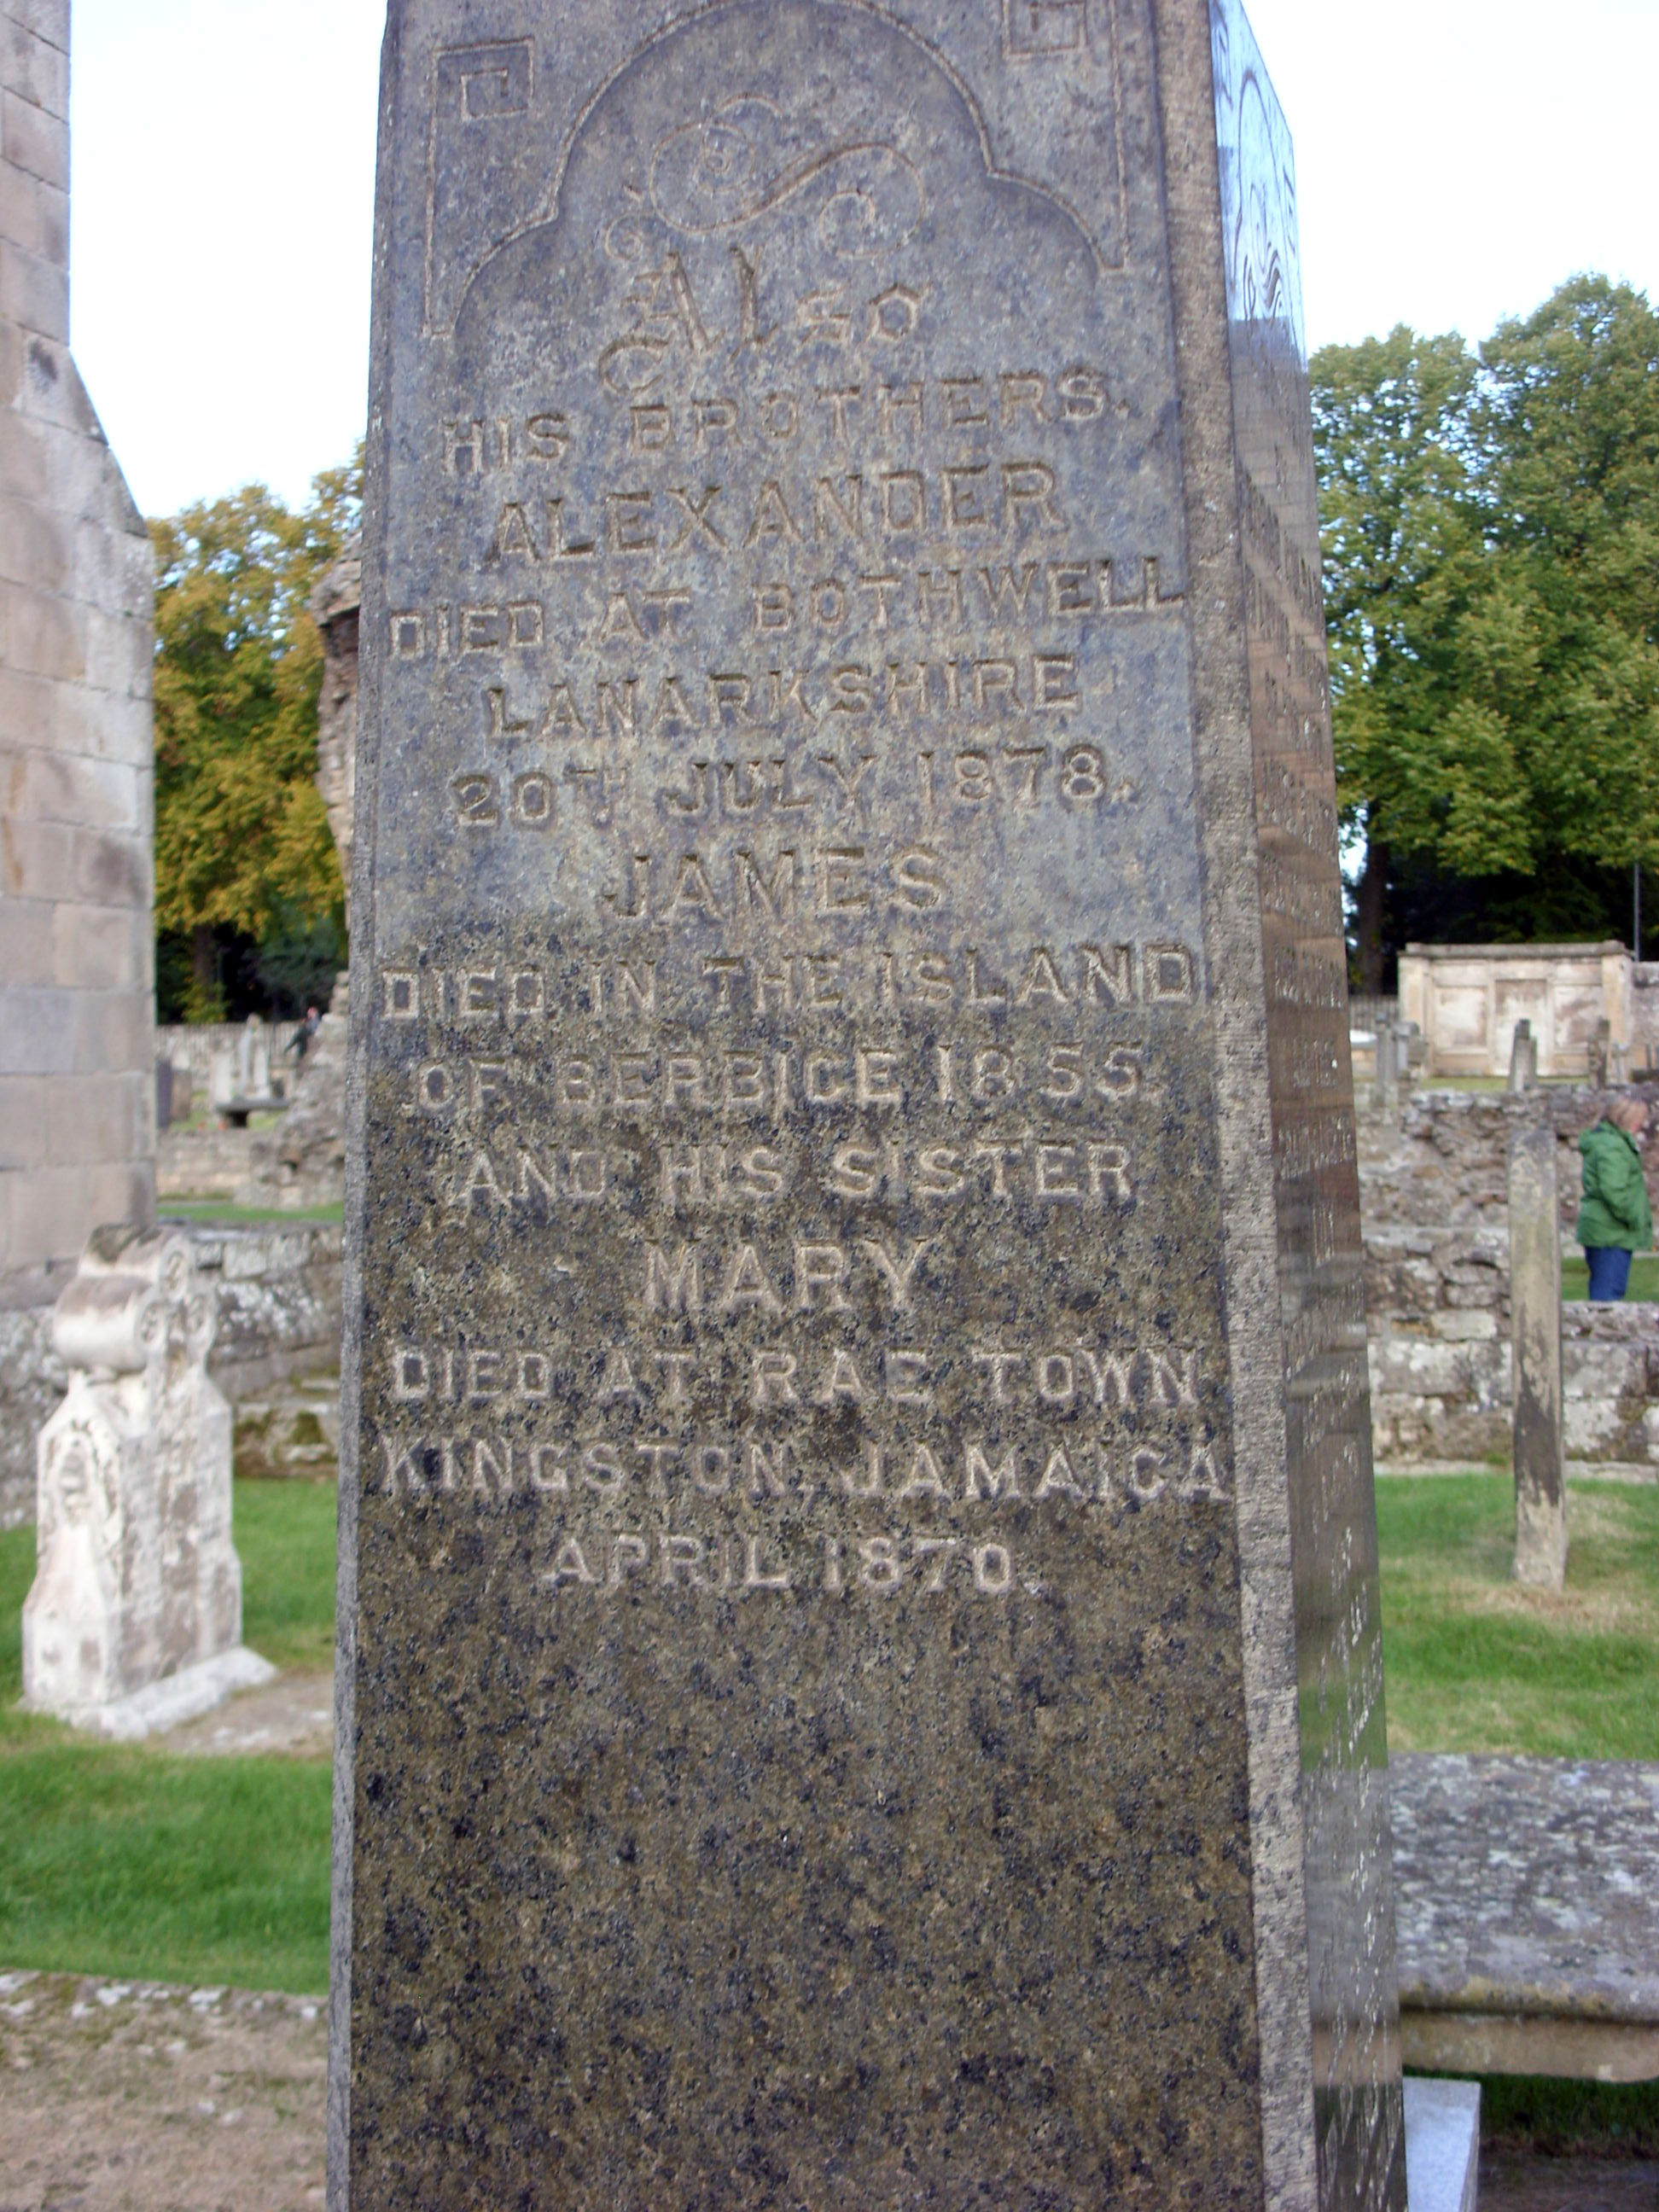 Also
HIS BROTHERS.
ALEXANDER
DIED AT BOTHWELL
LANARKSHIRE
20TH JULY 1878.
JAMES
DIED IN THE ISLAND
OF BERBICE 1855.
AND HIS SISTER
MARY
DIED AT RAE TOWN
KINGSTON, JAMAICA
APRIL 1870.